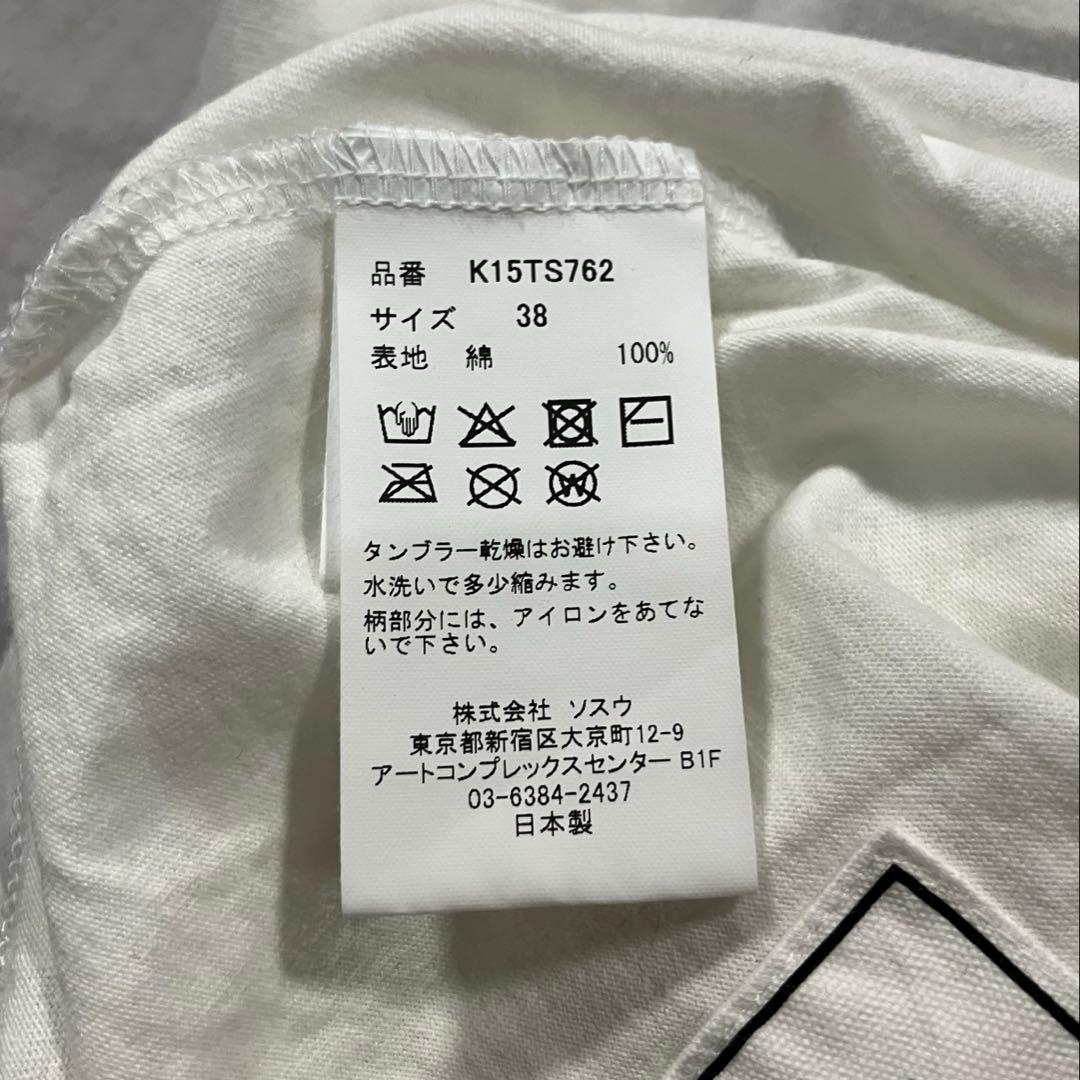 品番 K15TS762
サイズ 38
表地 綿 100%
W
タンブラー乾燥はお避け下さい。
水洗いで多少縮みます。
柄部分には、アイロンをあてな
いで下さい。
株式会社 ソスウ
東京都新宿区大京町12-9
アートコンプレックスセンター B1F
03-6384-2437
日本製